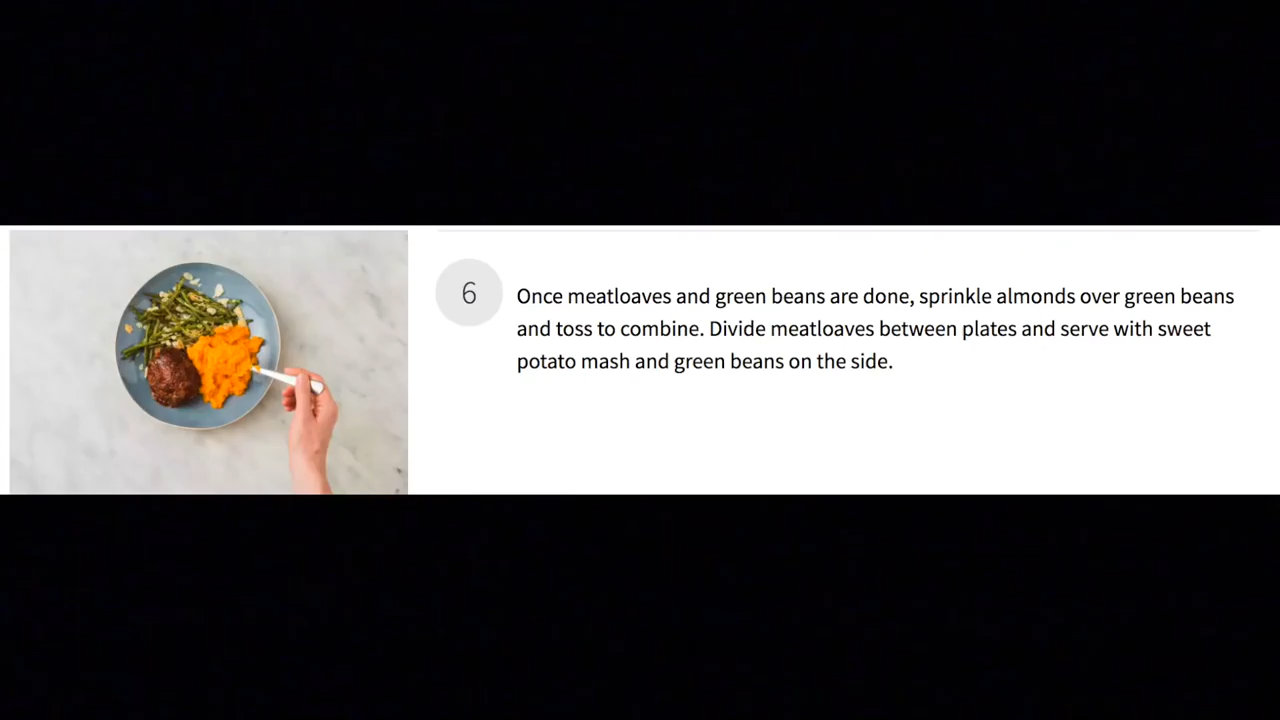 6
Once meatloaves and green beans are done, sprinkle almonds over green beans
and toss to combine. Divide meatloaves between plates and serve with sweet
potato mash and green beans on the side.